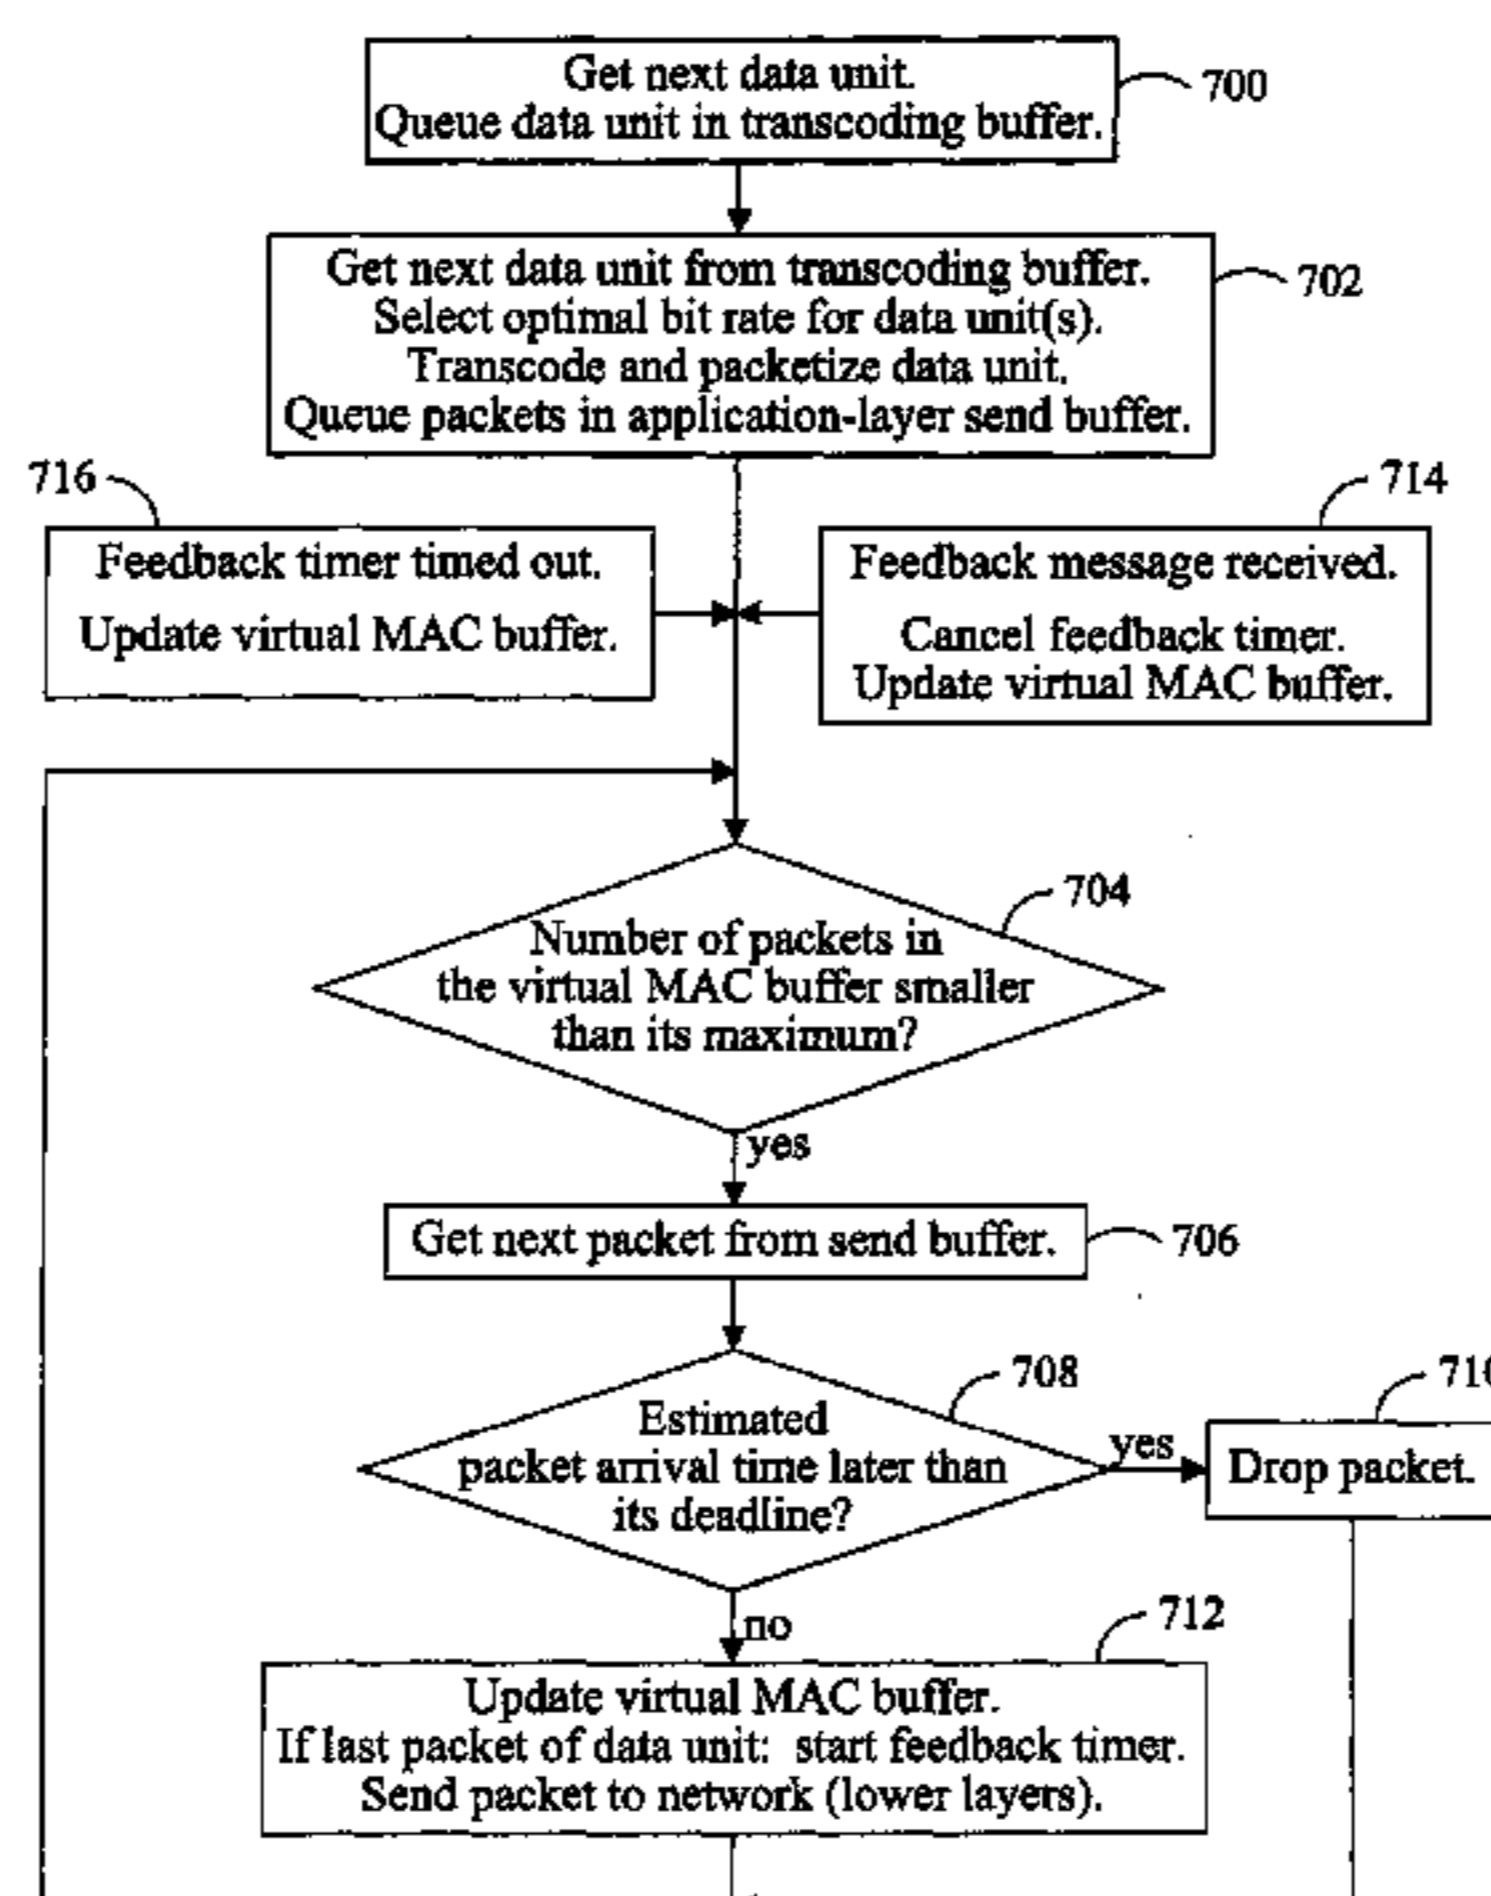 Get next data unit.
Queue data unit in transcoding buffer.
700
Get next data unit from transcoding buffer.
Select optimal bit rate for data unit(s).
Transcode and packetize data unit.
Queue packets in application-layer send buffer.
702
716
Feedback timer timed out.
Update virtual MAC buffer.
714
Feedback message received.
Cancel feedback timer.
Update virtual MAC buffer.
704
Number of packets in
the virtual MAC buffer smaller
than its maximum?
yes
Get next packet from send buffer.
706
708
Estimated
packet arrival time later than
its deadline?
yes
710
Drop packet.
no
712
Update virtual MAC buffer.
If last packet of data unit: start feedback timer.
Send packet to network (lower layers).